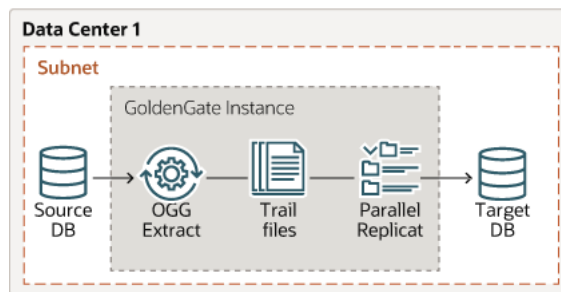 Data Center 1
Subnet
GoldenGate Instance
Source
DB
OGG
Extract
Trail
files
Parallel
Replicat
Target
DB